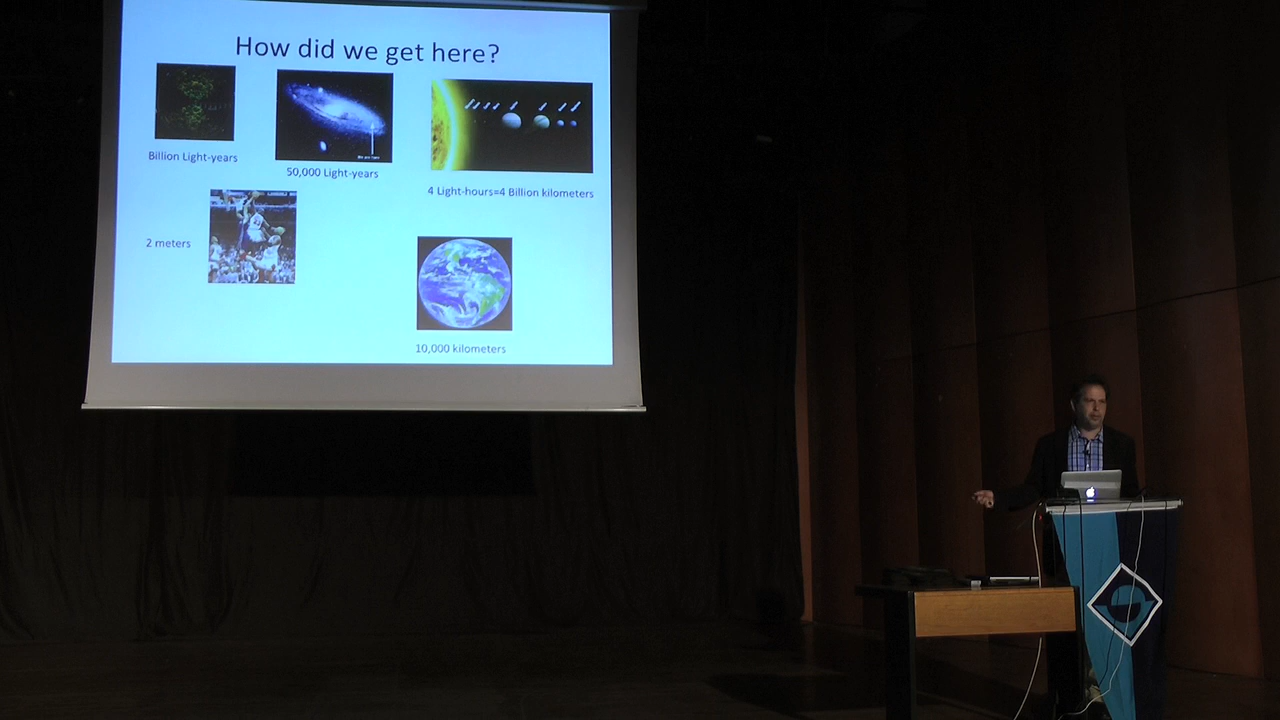 How did we get here?
Billion Light-years
50,000 Light-years
4 Light-hours=4 Billion kilometers
2 meters
10,000 kilometers